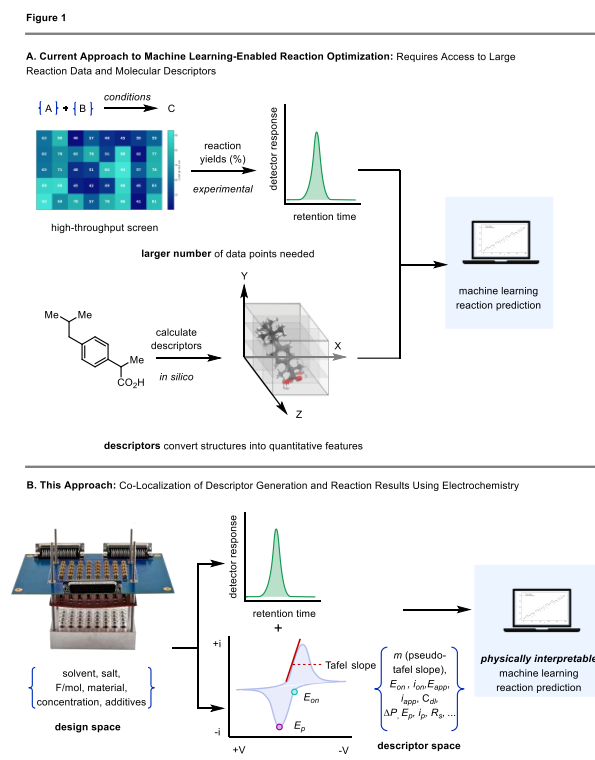 Figure 1
A. Current Approach to Machine Learning-Enabled Reaction Optimization: Requires Access to Large
Reaction Data and Molecular Descriptors
{ A } + { B } conditions C
high-throughput screen
reaction
yields (%)
experimental
detector response
retention time
larger number of data points needed
machine learning
reaction prediction
Me
Me
Me
CO2H
calculate
descriptors
in silico
Y
X
Z
descriptors convert structures into quantitative features
B. This Approach: Co-Localization of Descriptor Generation and Reaction Results Using Electrochemistry
solvent, salt,
F/mol, material,
concentration, additives
design space
detector response
retention time
+
+i
-i
Tafel slope
Eon
Ep
+V
-V
m (pseudo-
tafel slope),
Eon , ion, Eapp,
iapp, Cdl,
ΔP, Ep, ip, Rs, ...
descriptor space
physically interpretable
machine learning
reaction prediction